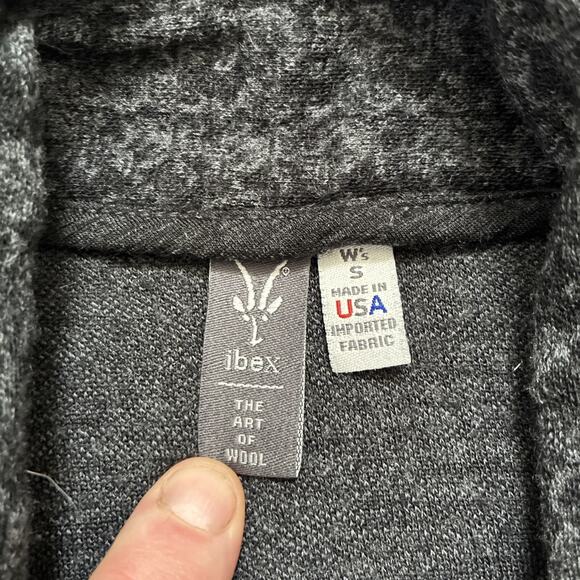 ibex
THE
ART
OF
WOOL
W's
S
MADE IN
USA
IMPORTED
FABRIC